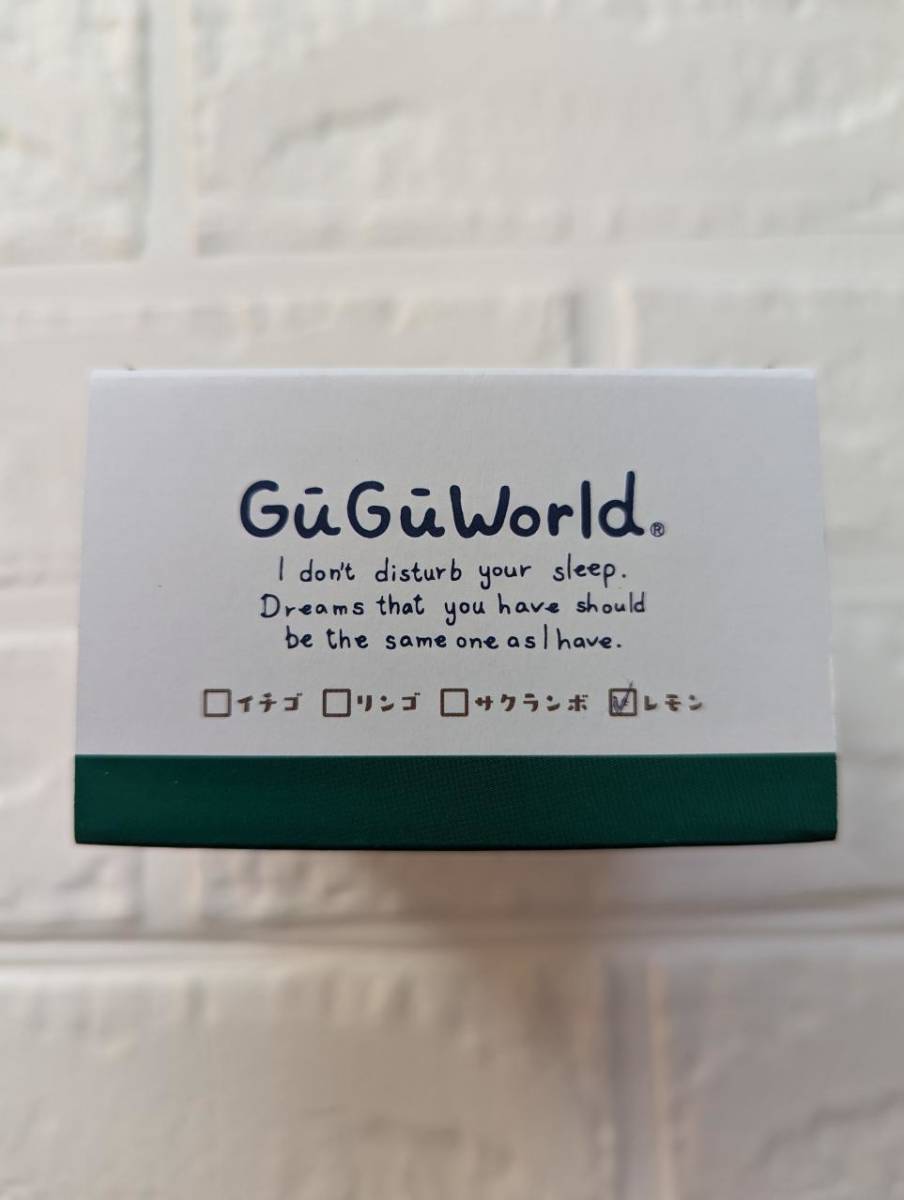 GūGūWorld®
I don't disturb your sleep.
Dreams that you have should
be the same one as I have.
☐イチゴ ☐リンゴ ☐サクランボ ☑レモン